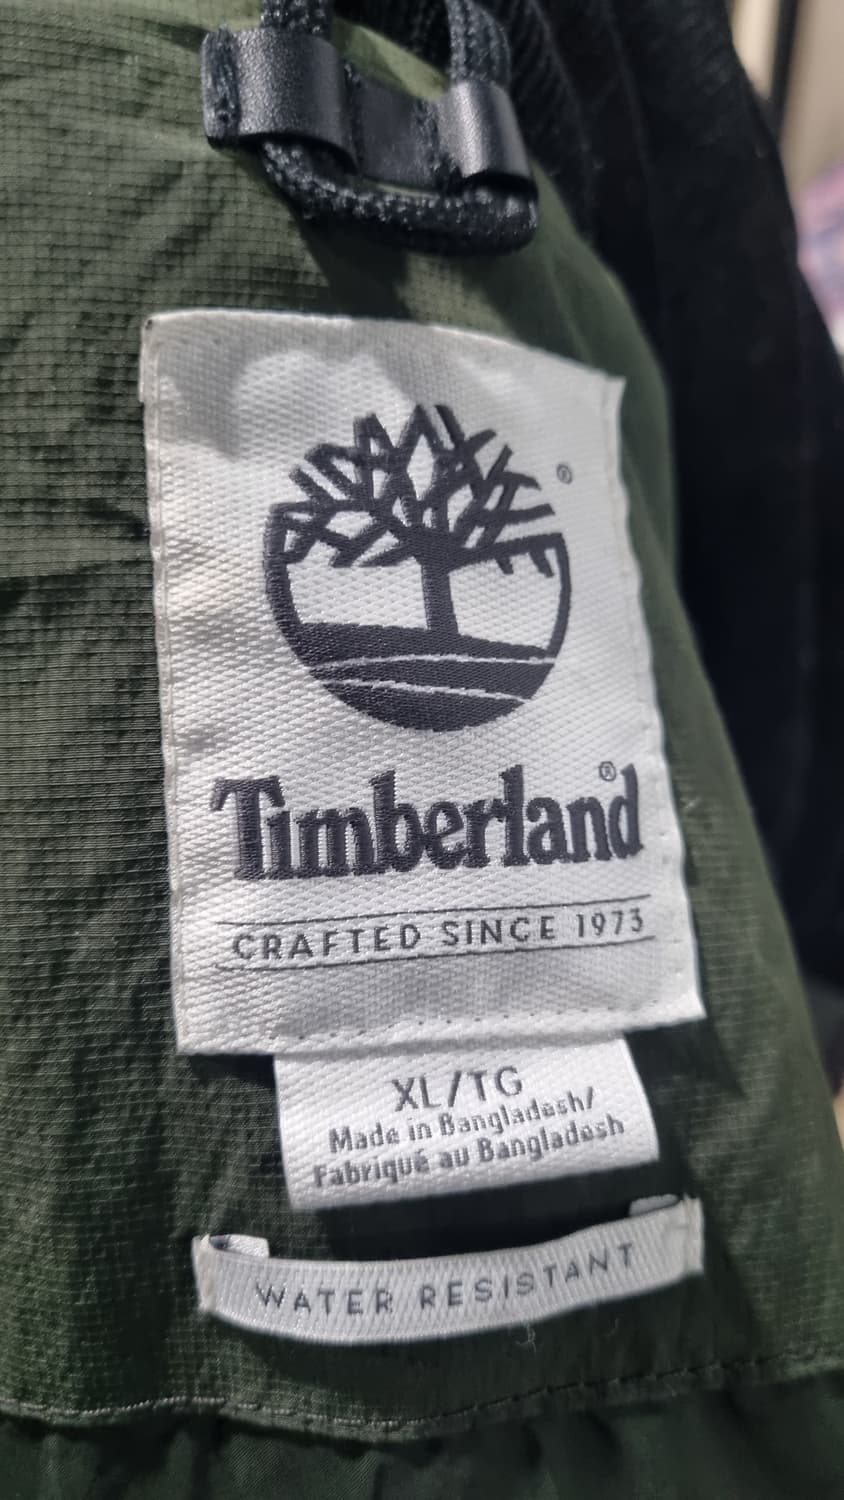 ®
Timberland®
CRAFTED SINCE 1973
XL/TG
Made in Bangladesh/
Fabriqué au Bangladesh
WATER RESISTANT